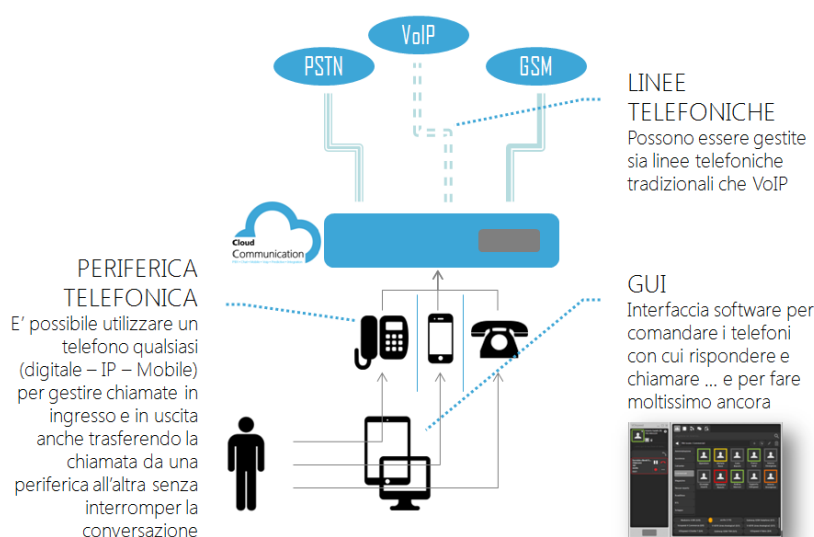 VoIP
PSTN
GSM
LINEE
TELEFONICHE
Possono essere gestite
sia linee telefoniche
tradizionali che VoIP
Cloud
Communication
PERIFERICA
TELEFONICA
E' possibile utilizzare un
telefono qualsiasi
(digitale – IP – Mobile)
per gestire chiamate in
ingresso e in uscita
anche trasferendo la
chiamata da una
periferica all'altra senza
interromper la
conversazione
GUI
Interfaccia software per
comandare i telefoni
con cui rispondere e
chiamare ... e per fare
moltissimo ancora